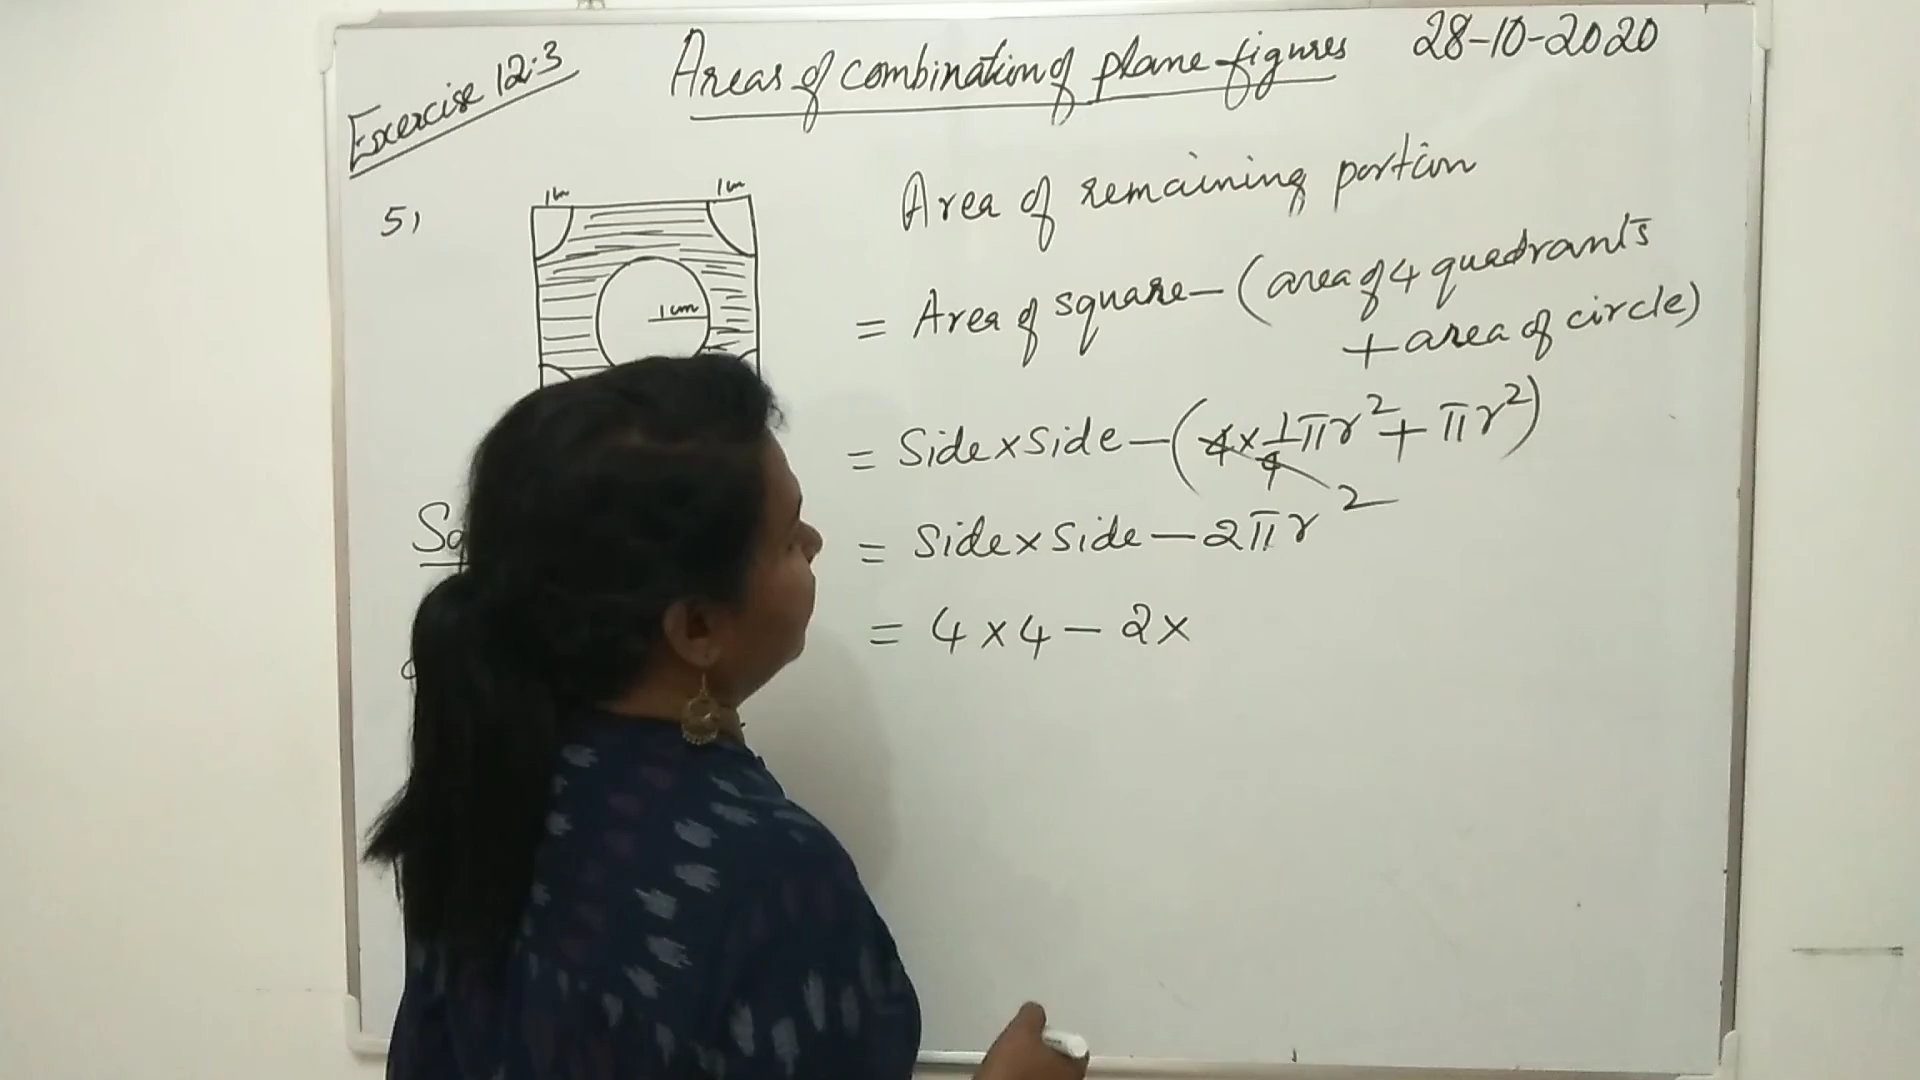 Exercise 12.3
Areas of combination of plane figures 28-10-2020
5)
1cm 1cm
1cm
Area of remaining portion
= Area of square - (area of 4 quadrants
+ area of circle)
= Side × Side - (4 × 1/4 πr² + πr²)
= Side × Side - 2πr²
= 4 × 4 - 2 ×